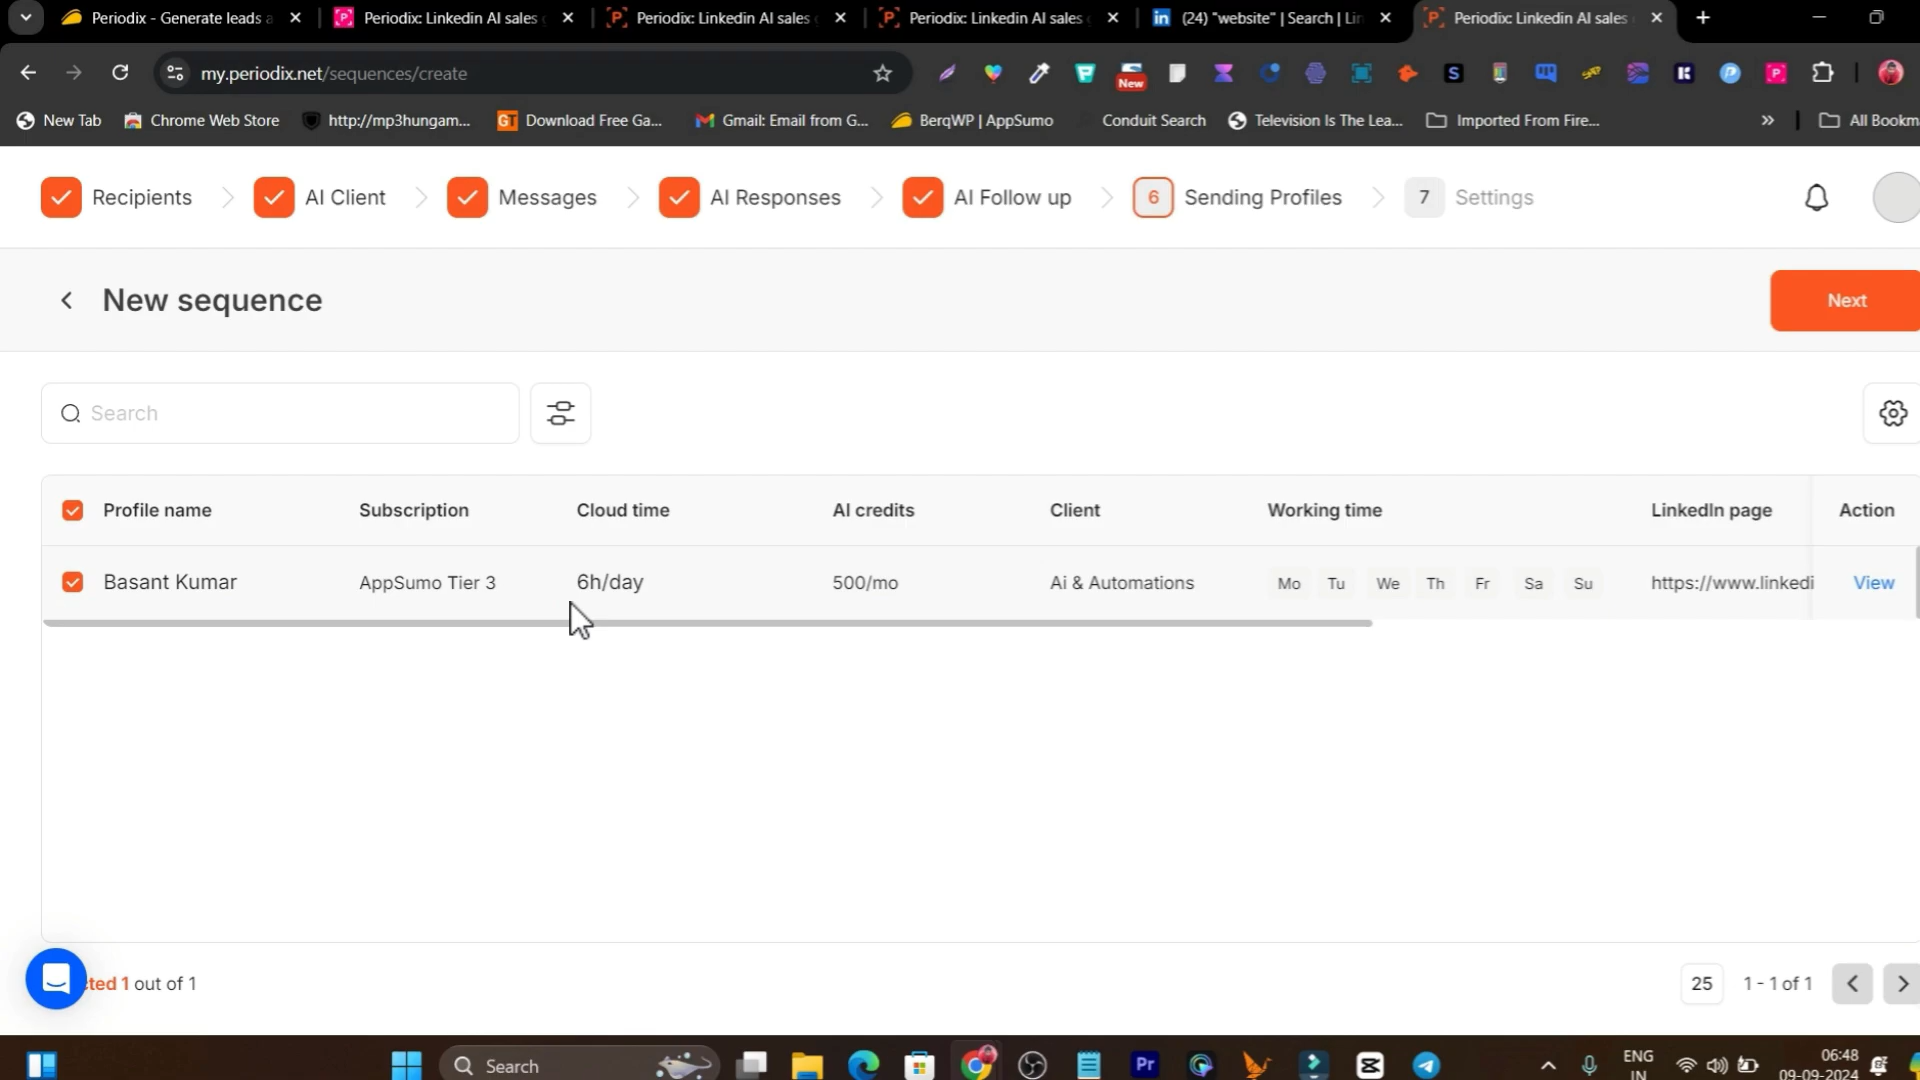 Periodix - Generate leads a
Periodix: Linkedin AI sales
Periodix: Linkedin AI sales
Periodix: Linkedin AI sales
(24) "website" | Search | Lin
Periodix: Linkedin AI sales
my.periodix.net/sequences/create
New
New Tab
Chrome Web Store
http://mp3hungam...
Download Free Ga...
Gmail: Email from G...
BerqWP | AppSumo
Conduit Search
Television Is The Lea...
Imported From Fire...
All Bookm
Recipients
AI Client
Messages
AI Responses
AI Follow up
6 Sending Profiles
7 Settings
New sequence
Next
Search
Profile name Subscription Cloud time AI credits Client Working time LinkedIn page Action
Basant Kumar AppSumo Tier 3 6h/day 500/mo Ai & Automations Mo Tu We Th Fr Sa Su https://www.linkedi View
cted 1 out of 1
25 1 - 1 of 1
Search
ENG
IN
06:48
09-09-2024